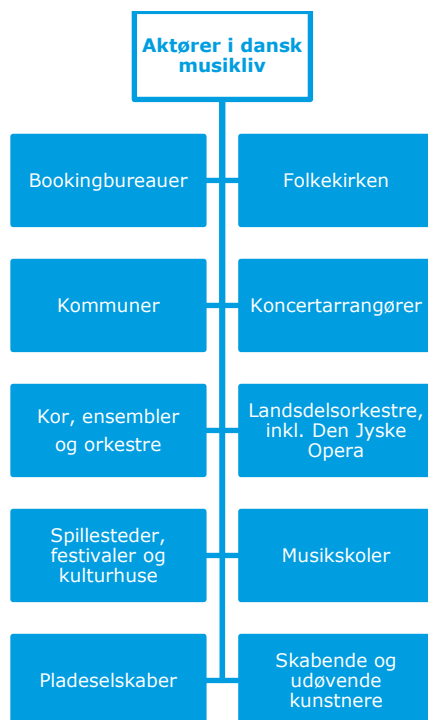 Aktører i dansk
musikliv
Bookingbureauer
Folkekirken
Kommuner
Koncertarrangører
Kor, ensembler
og orkestre
Landsdelsorkestre,
inkl. Den Jyske
Opera
Spillesteder,
festivaler og
kulturhuse
Musikskoler
Pladeselskaber
Skabende og
udøvende
kunstnere